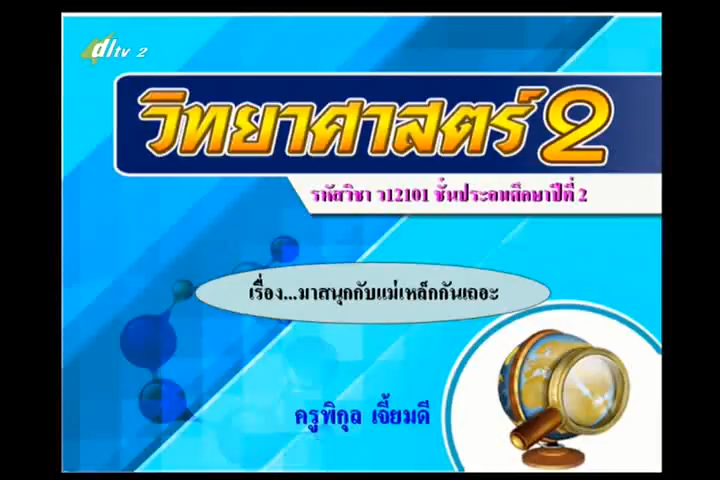 dltv 2
วิทยาศาสตร์ 2
รหัสวิชา ว12101 ชั้นประถมศึกษาปีที่ 2
เรื่อง...มาสนุกกับแม่เหล็กกันเถอะ
ครูพิกุล เจี้ยมดี